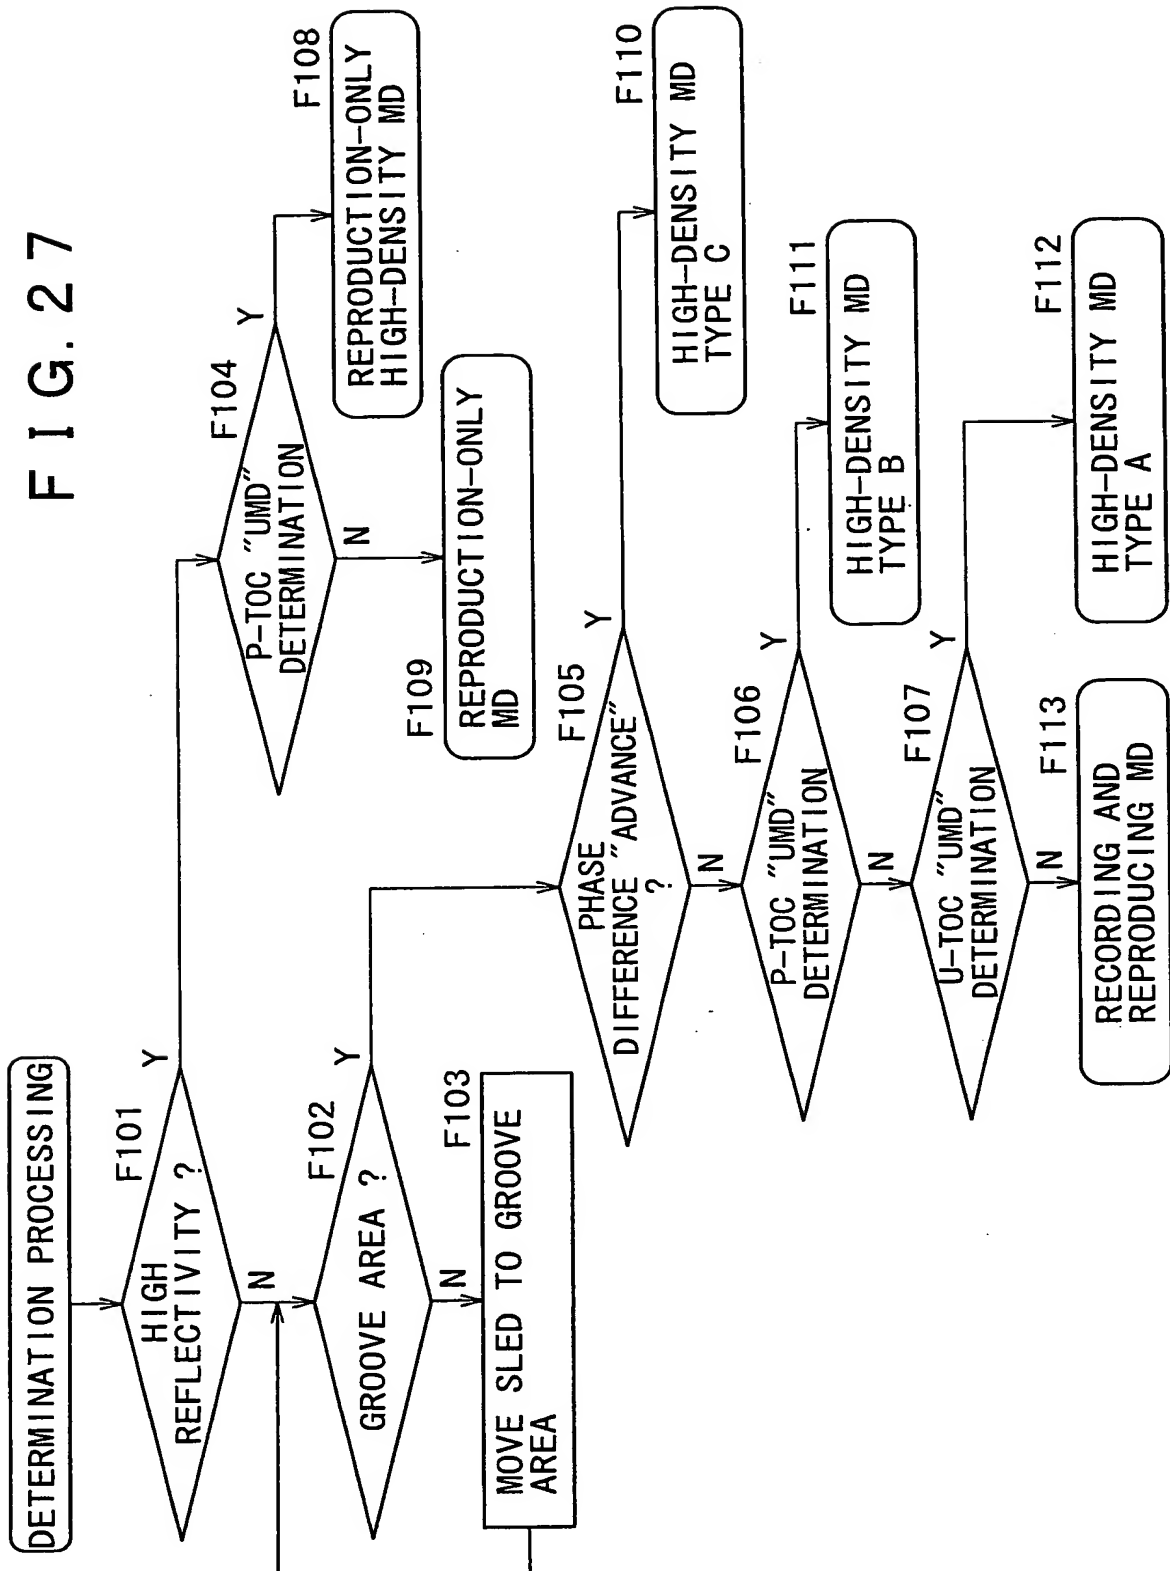 FIG. 27
DETERMINATION PROCESSING
F101
HIGH
REFLECTIVITY ?
Y
N
F102
GROOVE AREA ?
Y
N
F103
MOVE SLED TO GROOVE
AREA
F104
P-TOC "UMD"
DETERMINATION
Y
N
F108
REPRODUCTION-ONLY
HIGH-DENSITY MD
F109
REPRODUCTION-ONLY
MD
F105
PHASE
DIFFERENCE "ADVANCE"
?
Y
N
F110
HIGH-DENSITY MD
TYPE C
F106
P-TOC "UMD"
DETERMINATION
Y
N
F111
HIGH-DENSITY MD
TYPE B
F107
U-TOC "UMD"
DETERMINATION
Y
N
F112
HIGH-DENSITY MD
TYPE A
F113
RECORDING AND
REPRODUCING MD